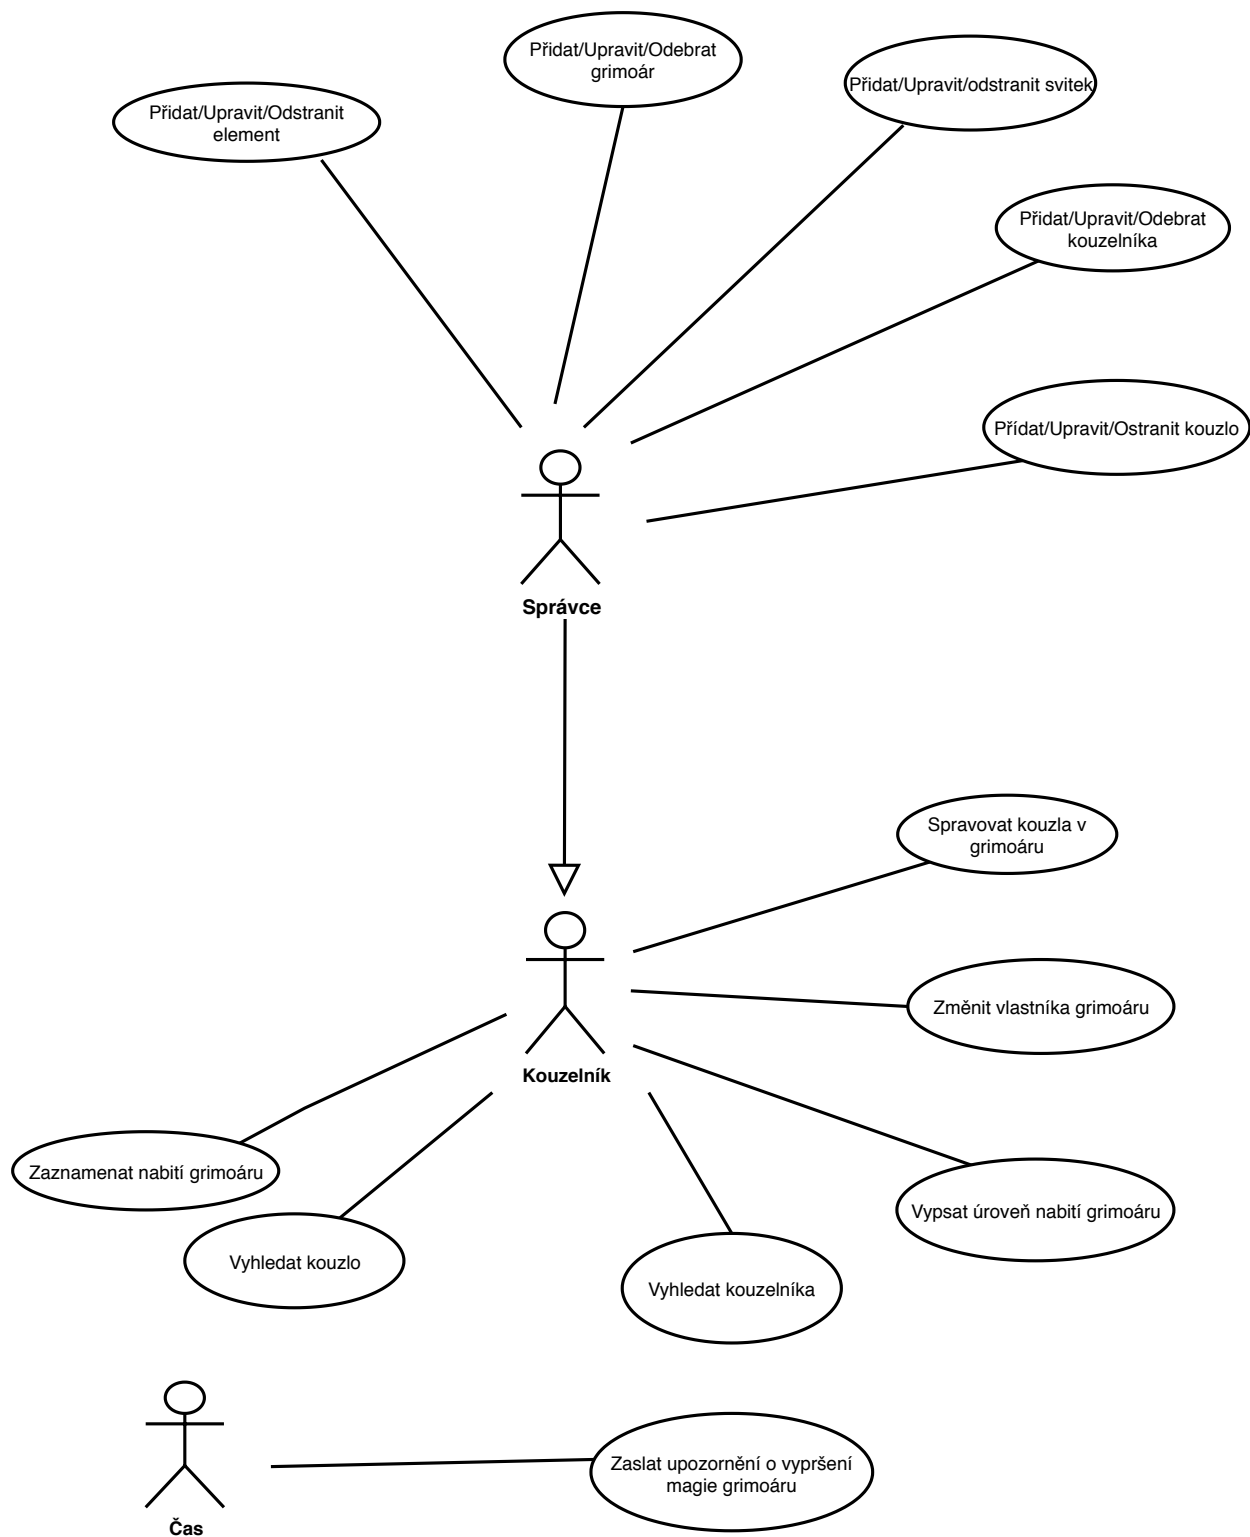 Přidat/Upravit/Odebrat
grimoár
Přidat/Upravit/odstranit svitek
Přidat/Upravit/Odstranit
element
Přidat/Upravit/Odebrat
kouzelníka
Přídat/Upravit/Ostranit kouzlo
Správce
Spravovat kouzla v
grimoáru
Změnit vlastníka grimoáru
Kouzelník
Zaznamenat nabití grimoáru
Vypsat úroveň nabití grimoáru
Vyhledat kouzlo
Vyhledat kouzelníka
Zaslat upozornění o vypršení
magie grimoáru
Čas